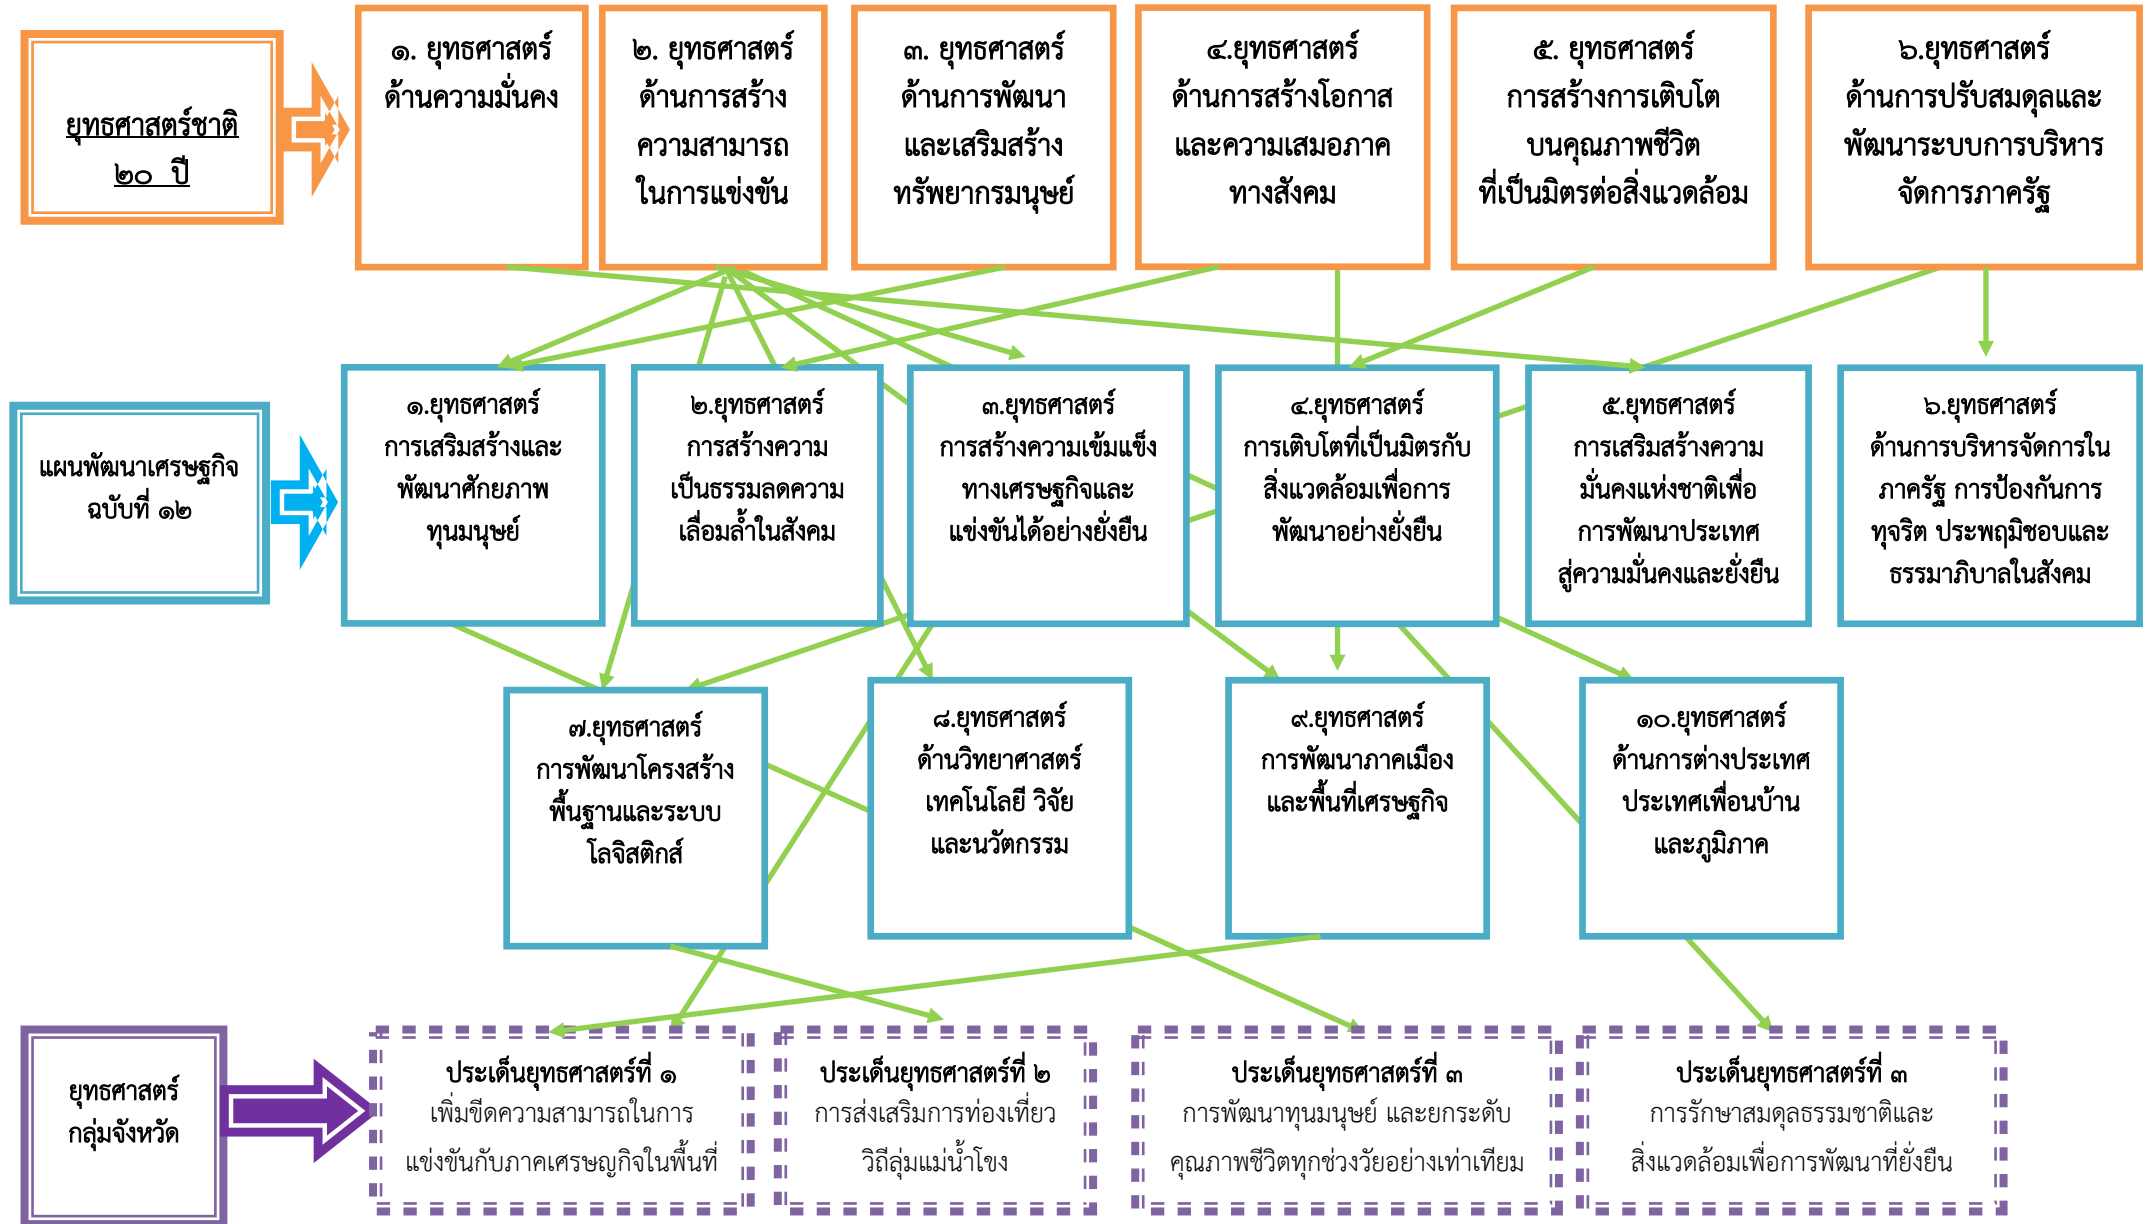 ยุทธศาสตร์ชาติ
๒๐ ปี
๑. ยุทธศาสตร์
ด้านความมั่นคง
๒. ยุทธศาสตร์
ด้านการสร้าง
ความสามารถ
ในการแข่งขัน
๓. ยุทธศาสตร์
ด้านการพัฒนา
และเสริมสร้าง
ทรัพยากรมนุษย์
๔.ยุทธศาสตร์
ด้านการสร้างโอกาส
และความเสมอภาค
ทางสังคม
๕. ยุทธศาสตร์
การสร้างการเติบโต
บนคุณภาพชีวิต
ที่เป็นมิตรต่อสิ่งแวดล้อม
๖.ยุทธศาสตร์
ด้านการปรับสมดุลและ
พัฒนาระบบการบริหาร
จัดการภาครัฐ
แผนพัฒนาเศรษฐกิจ
ฉบับที่ ๑๒
๑.ยุทธศาสตร์
การเสริมสร้างและ
พัฒนาศักยภาพ
ทุนมนุษย์
๒.ยุทธศาสตร์
การสร้างความ
เป็นธรรมลดความ
เลื่อมล้ำในสังคม
๓.ยุทธศาสตร์
การสร้างความเข้มแข็ง
ทางเศรษฐกิจและ
แข่งขันได้อย่างยั่งยืน
๔.ยุทธศาสตร์
การเติบโตที่เป็นมิตรกับ
สิ่งแวดล้อมเพื่อการ
พัฒนาอย่างยั่งยืน
๕.ยุทธศาสตร์
การเสริมสร้างความ
มั่นคงแห่งชาติเพื่อ
การพัฒนาประเทศ
สู่ความมั่นคงและยั่งยืน
๖.ยุทธศาสตร์
ด้านการบริหารจัดการใน
ภาครัฐ การป้องกันการ
ทุจริต ประพฤมิชอบและ
ธรรมาภิบาลในสังคม
๗.ยุทธศาสตร์
การพัฒนาโครงสร้าง
พื้นฐานและระบบ
โลจิสติกส์
๘.ยุทธศาสตร์
ด้านวิทยาศาสตร์
เทคโนโลยี วิจัย
และนวัตกรรม
๙.ยุทธศาสตร์
การพัฒนาภาคเมือง
และพื้นที่เศรษฐกิจ
๑๐.ยุทธศาสตร์
ด้านการต่างประเทศ
ประเทศเพื่อนบ้าน
และภูมิภาค
ยุทธศาสตร์
กลุ่มจังหวัด
ประเด็นยุทธศาสตร์ที่ ๑
เพิ่มขีดความสามารถในการ
แข่งขันกับภาคเศรษญกิจในพื้นที่
ประเด็นยุทธศาสตร์ที่ ๒
การส่งเสริมการท่องเที่ยว
วิถีลุ่มแม่น้ำโขง
ประเด็นยุทธศาสตร์ที่ ๓
การพัฒนาทุนมนุษย์ และยกระดับ
คุณภาพชีวิตทุกช่วงวัยอย่างเท่าเทียม
ประเด็นยุทธศาสตร์ที่ ๓
การรักษาสมดุลธรรมชาติและ
สิ่งแวดล้อมเพื่อการพัฒนาที่ยั่งยืน